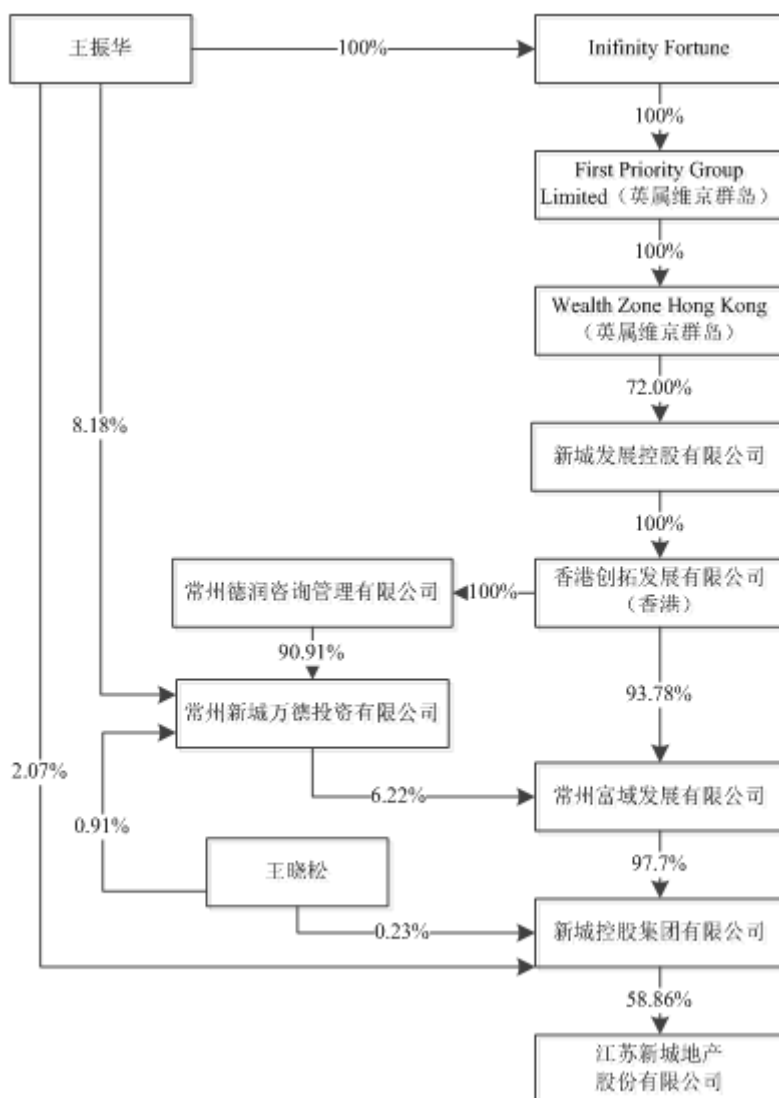 王振华
100%
Inifinity Fortune
100%
First Priority Group
Limited（英属维京群岛）
100%
Wealth Zone Hong Kong
（英属维京群岛）
72.00%
8.18%
新城发展控股有限公司
100%
常州德润咨询管理有限公司
100%
香港创拓发展有限公司
（香港）
90.91%
93.78%
常州新城万德投资有限公司
2.07%
0.91%
6.22%
常州富域发展有限公司
97.7%
王晓松
0.23%
新城控股集团有限公司
58.86%
江苏新城地产
股份有限公司